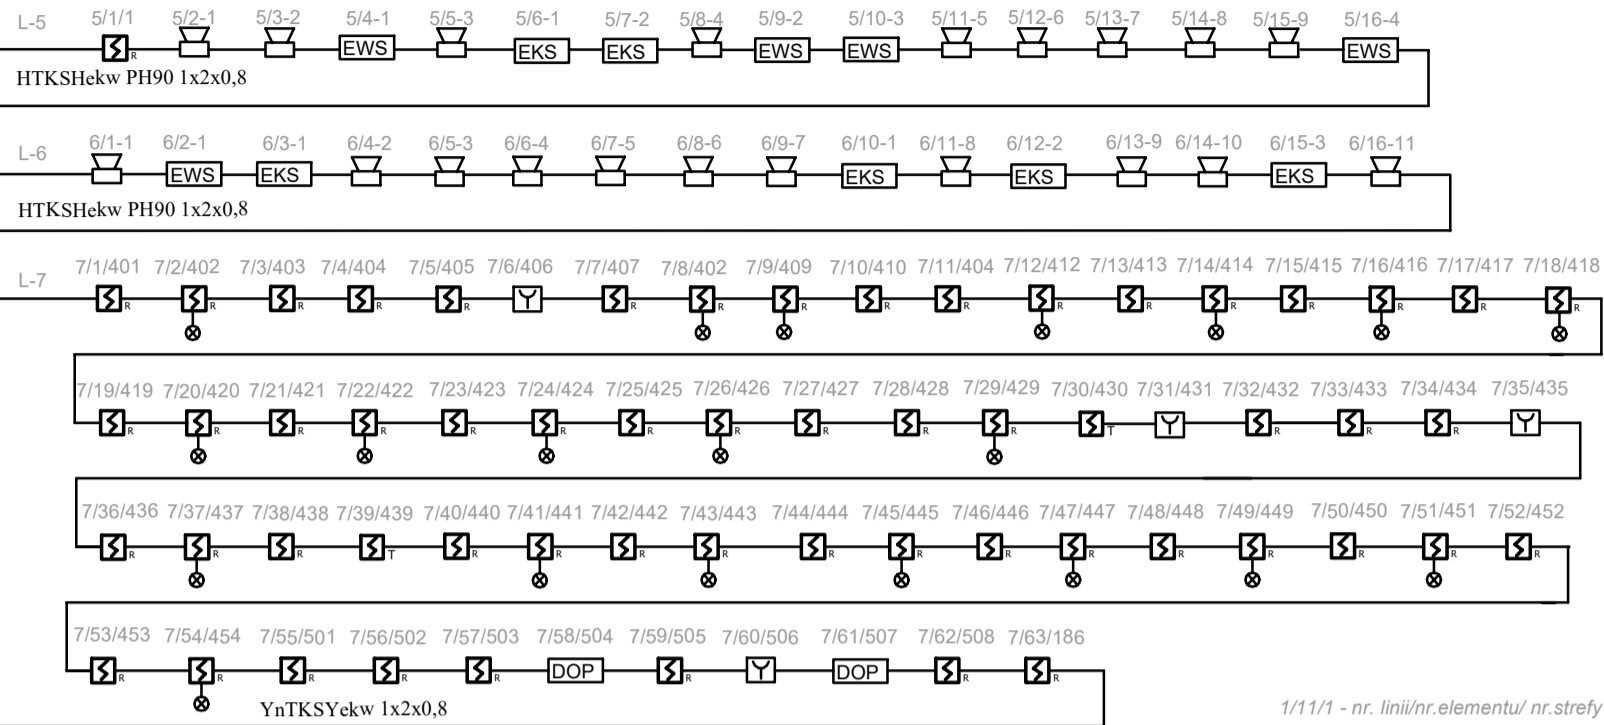 L-5 5/1/1 5/2-1 5/3-2 5/4-1 5/5-3 5/6-1 5/7-2 5/8-4 5/9-2 5/10-3 5/11-5 5/12-6 5/13-7 5/14-8 5/15-9 5/16-4
R EWS EKS EKS EWS EWS EWS
HTKSHekw PH90 1x2x0,8
L-6 6/1-1 6/2-1 6/3-1 6/4-2 6/5-3 6/6-4 6/7-5 6/8-6 6/9-7 6/10-1 6/11-8 6/12-2 6/13-9 6/14-10 6/15-3 6/16-11
EWS EKS EKS EKS EKS
HTKSHekw PH90 1x2x0,8
L-7 7/1/401 7/2/402 7/3/403 7/4/404 7/5/405 7/6/406 7/7/407 7/8/402 7/9/409 7/10/410 7/11/404 7/12/412 7/13/413 7/14/414 7/15/415 7/16/416 7/17/417 7/18/418
R R R R R R R R R R R R R R R R R
7/19/419 7/20/420 7/21/421 7/22/422 7/23/423 7/24/424 7/25/425 7/26/426 7/27/427 7/28/428 7/29/429 7/30/430 7/31/431 7/32/432 7/33/433 7/34/434 7/35/435
R R R R R R R R R R R T R R R
7/36/436 7/37/437 7/38/438 7/39/439 7/40/440 7/41/441 7/42/442 7/43/443 7/44/444 7/45/445 7/46/446 7/47/447 7/48/448 7/49/449 7/50/450 7/51/451 7/52/452
R R R T R R R R R R R R R R R R R
7/53/453 7/54/454 7/55/501 7/56/502 7/57/503 7/58/504 7/59/505 7/60/506 7/61/507 7/62/508 7/63/186
R R R R R DOP R DOP R R
YnTKSYekw 1x2x0,8
1/11/1 - nr. linii/nr.elementu/ nr.strefy